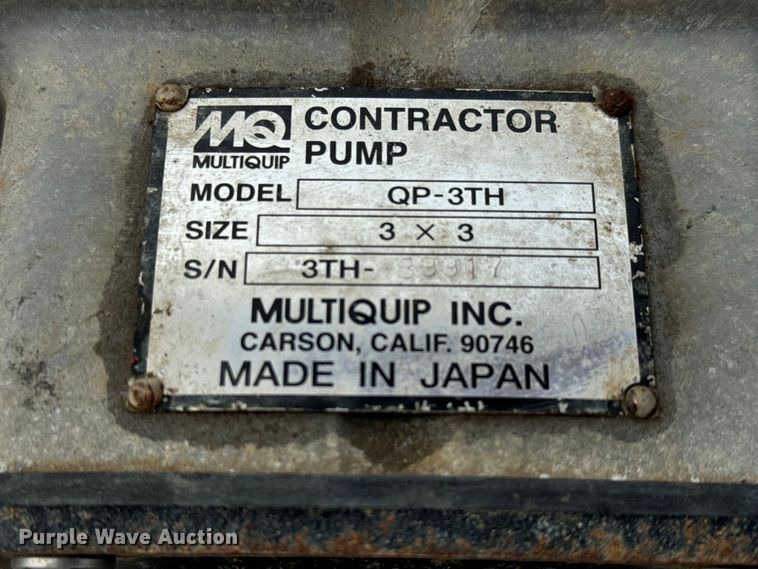 MQ CONTRACTOR
MULTIQUIP PUMP
MODEL QP-3TH
SIZE 3 × 3
S/N 3TH-39917
MULTIQUIP INC.
CARSON, CALIF. 90746
MADE IN JAPAN
Purple Wave Auction